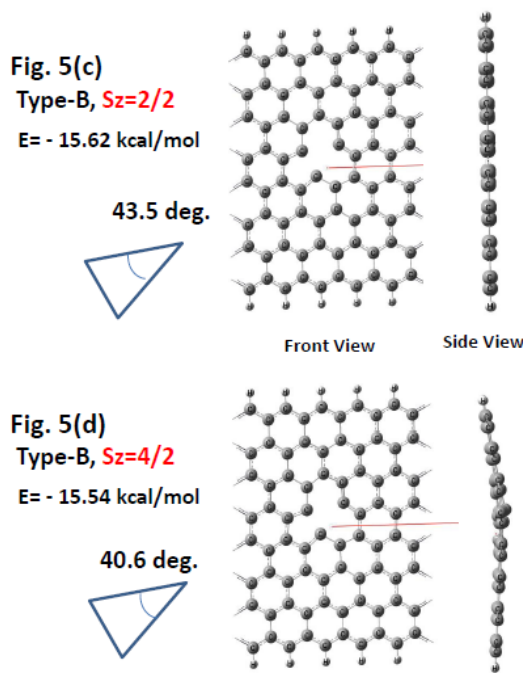 Fig. 5(c)
Type-B, Sz=2/2
E= - 15.62 kcal/mol
43.5 deg.
Front View
Side View
Fig. 5(d)
Type-B, Sz=4/2
E= - 15.54 kcal/mol
40.6 deg.